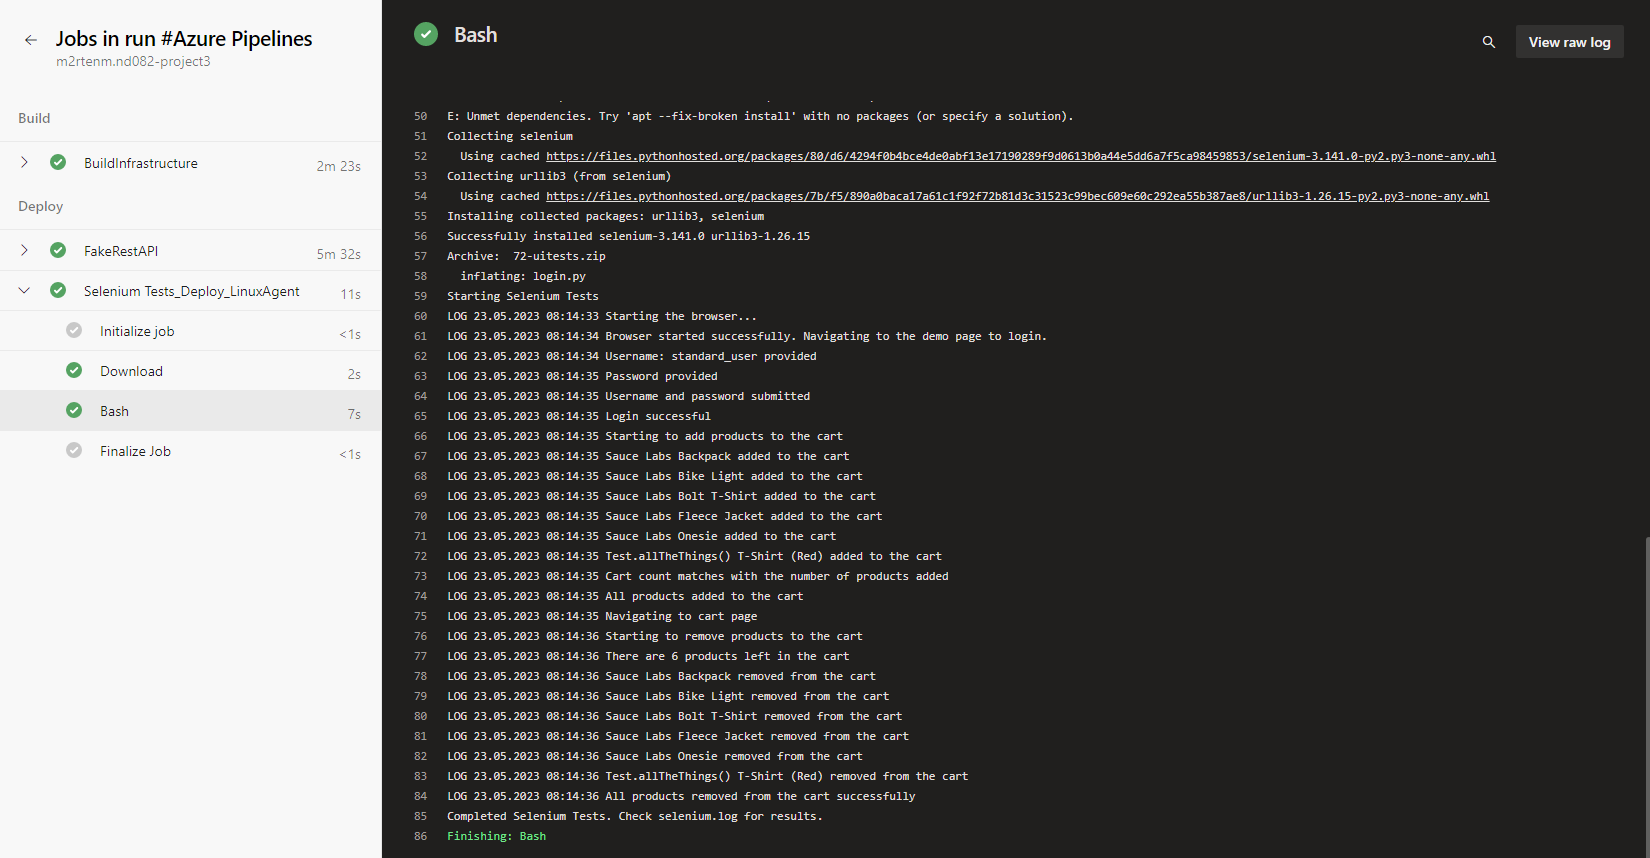 Jobs in run #Azure Pipelines
m2rtenm.nd082-project3
Build
BuildInfrastructure 2m 23s
Deploy
FakeRestAPI 5m 32s
Selenium Tests_Deploy_LinuxAgent 11s
Initialize job <1s
Download 2s
Bash 7s
Finalize Job <1s
Bash
View raw log
50 E: Unmet dependencies. Try 'apt --fix-broken install' with no packages (or specify a solution).
51 Collecting selenium
52 Using cached https://files.pythonhosted.org/packages/80/d6/4294f0b4bce4de0abf13e17190289f9d0613b0a44e5dd6a7f5ca98459853/selenium-3.141.0-py2.py3-none-any.whl
53 Collecting urllib3 (from selenium)
54 Using cached https://files.pythonhosted.org/packages/7b/f5/890a0baca17a61c1f92f72b81d3c31523c99bec609e60c292ea55b387ae8/urllib3-1.26.15-py2.py3-none-any.whl
55 Installing collected packages: urllib3, selenium
56 Successfully installed selenium-3.141.0 urllib3-1.26.15
57 Archive:  72-uitests.zip
58 inflating: login.py
59 Starting Selenium Tests
60 LOG 23.05.2023 08:14:33 Starting the browser...
61 LOG 23.05.2023 08:14:34 Browser started successfully. Navigating to the demo page to login.
62 LOG 23.05.2023 08:14:34 Username: standard_user provided
63 LOG 23.05.2023 08:14:35 Password provided
64 LOG 23.05.2023 08:14:35 Username and password submitted
65 LOG 23.05.2023 08:14:35 Login successful
66 LOG 23.05.2023 08:14:35 Starting to add products to the cart
67 LOG 23.05.2023 08:14:35 Sauce Labs Backpack added to the cart
68 LOG 23.05.2023 08:14:35 Sauce Labs Bike Light added to the cart
69 LOG 23.05.2023 08:14:35 Sauce Labs Bolt T-Shirt added to the cart
70 LOG 23.05.2023 08:14:35 Sauce Labs Fleece Jacket added to the cart
71 LOG 23.05.2023 08:14:35 Sauce Labs Onesie added to the cart
72 LOG 23.05.2023 08:14:35 Test.allTheThings() T-Shirt (Red) added to the cart
73 LOG 23.05.2023 08:14:35 Cart count matches with the number of products added
74 LOG 23.05.2023 08:14:35 All products added to the cart
75 LOG 23.05.2023 08:14:35 Navigating to cart page
76 LOG 23.05.2023 08:14:36 Starting to remove products to the cart
77 LOG 23.05.2023 08:14:36 There are 6 products left in the cart
78 LOG 23.05.2023 08:14:36 Sauce Labs Backpack removed from the cart
79 LOG 23.05.2023 08:14:36 Sauce Labs Bike Light removed from the cart
80 LOG 23.05.2023 08:14:36 Sauce Labs Bolt T-Shirt removed from the cart
81 LOG 23.05.2023 08:14:36 Sauce Labs Fleece Jacket removed from the cart
82 LOG 23.05.2023 08:14:36 Sauce Labs Onesie removed from the cart
83 LOG 23.05.2023 08:14:36 Test.allTheThings() T-Shirt (Red) removed from the cart
84 LOG 23.05.2023 08:14:36 All products removed from the cart successfully
85 Completed Selenium Tests. Check selenium.log for results.
86 Finishing: Bash